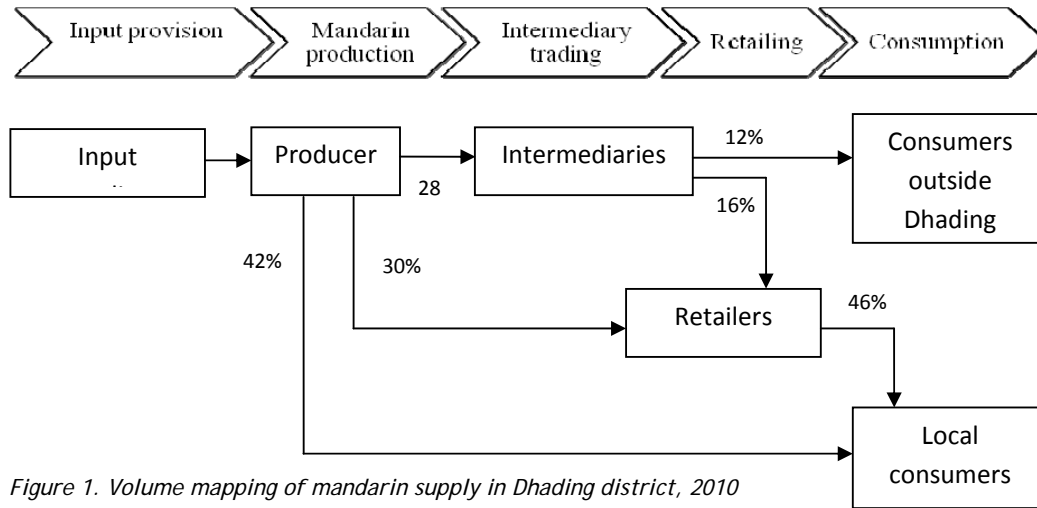 Input provision
Mandarin
production
Intermediary
trading
Retailing
Consumption
Input
Producer
28
Intermediaries
12%
16%
Consumers
outside
Dhading
42%
30%
Retailers
46%
Local
consumers
Figure 1. Volume mapping of mandarin supply in Dhading district, 2010